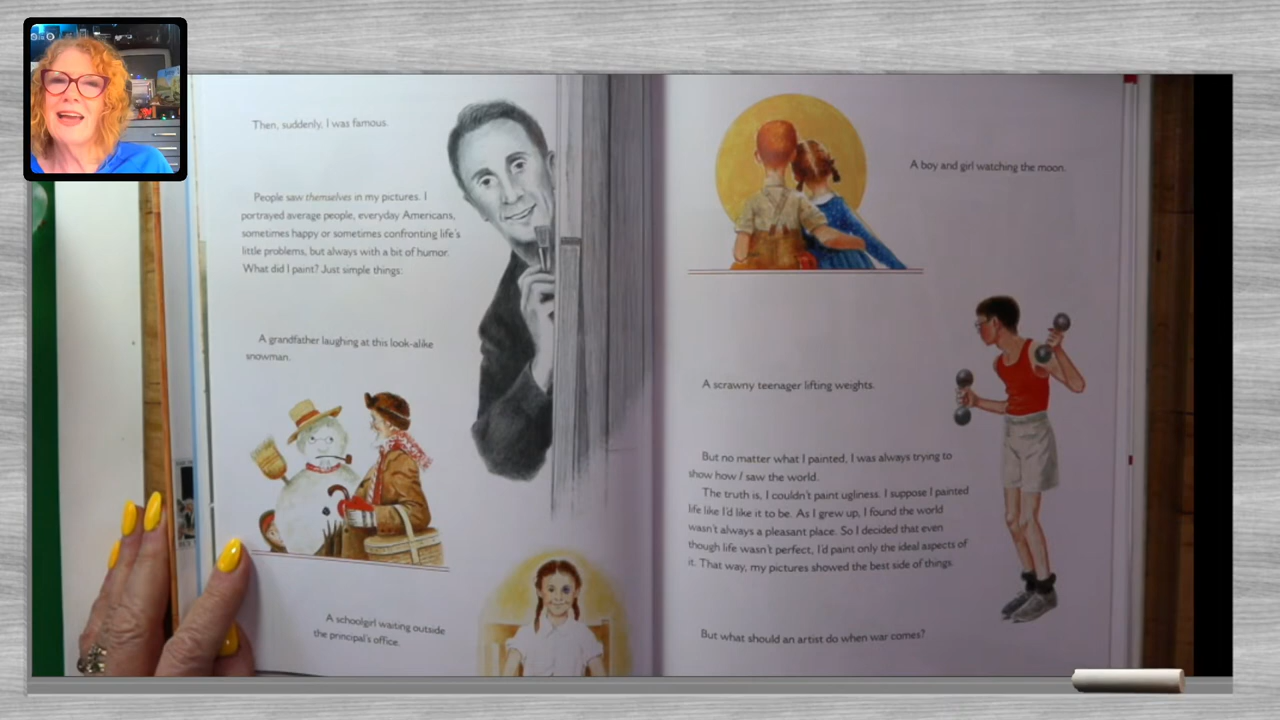 Then, suddenly, I was famous.
People saw themselves in my pictures. I
portrayed average people, everyday Americans,
sometimes happy or sometimes confronting life's
little problems, but always with a bit of humor.
What did I paint? Just simple things:
A grandfather laughing at this look-alike
snowman.
A schoolgirl waiting outside
the principal's office.
A boy and girl watching the moon.
A scrawny teenager lifting weights.
But no matter what I painted, I was always trying to
show how I saw the world.
The truth is, I couldn't paint ugliness. I suppose I painted
life like I'd like it to be. As I grew up, I found the world
wasn't always a pleasant place. So I decided that even
though life wasn't perfect, I'd paint only the ideal aspects of
it. That way, my pictures showed the best side of things.
But what should an artist do when war comes?